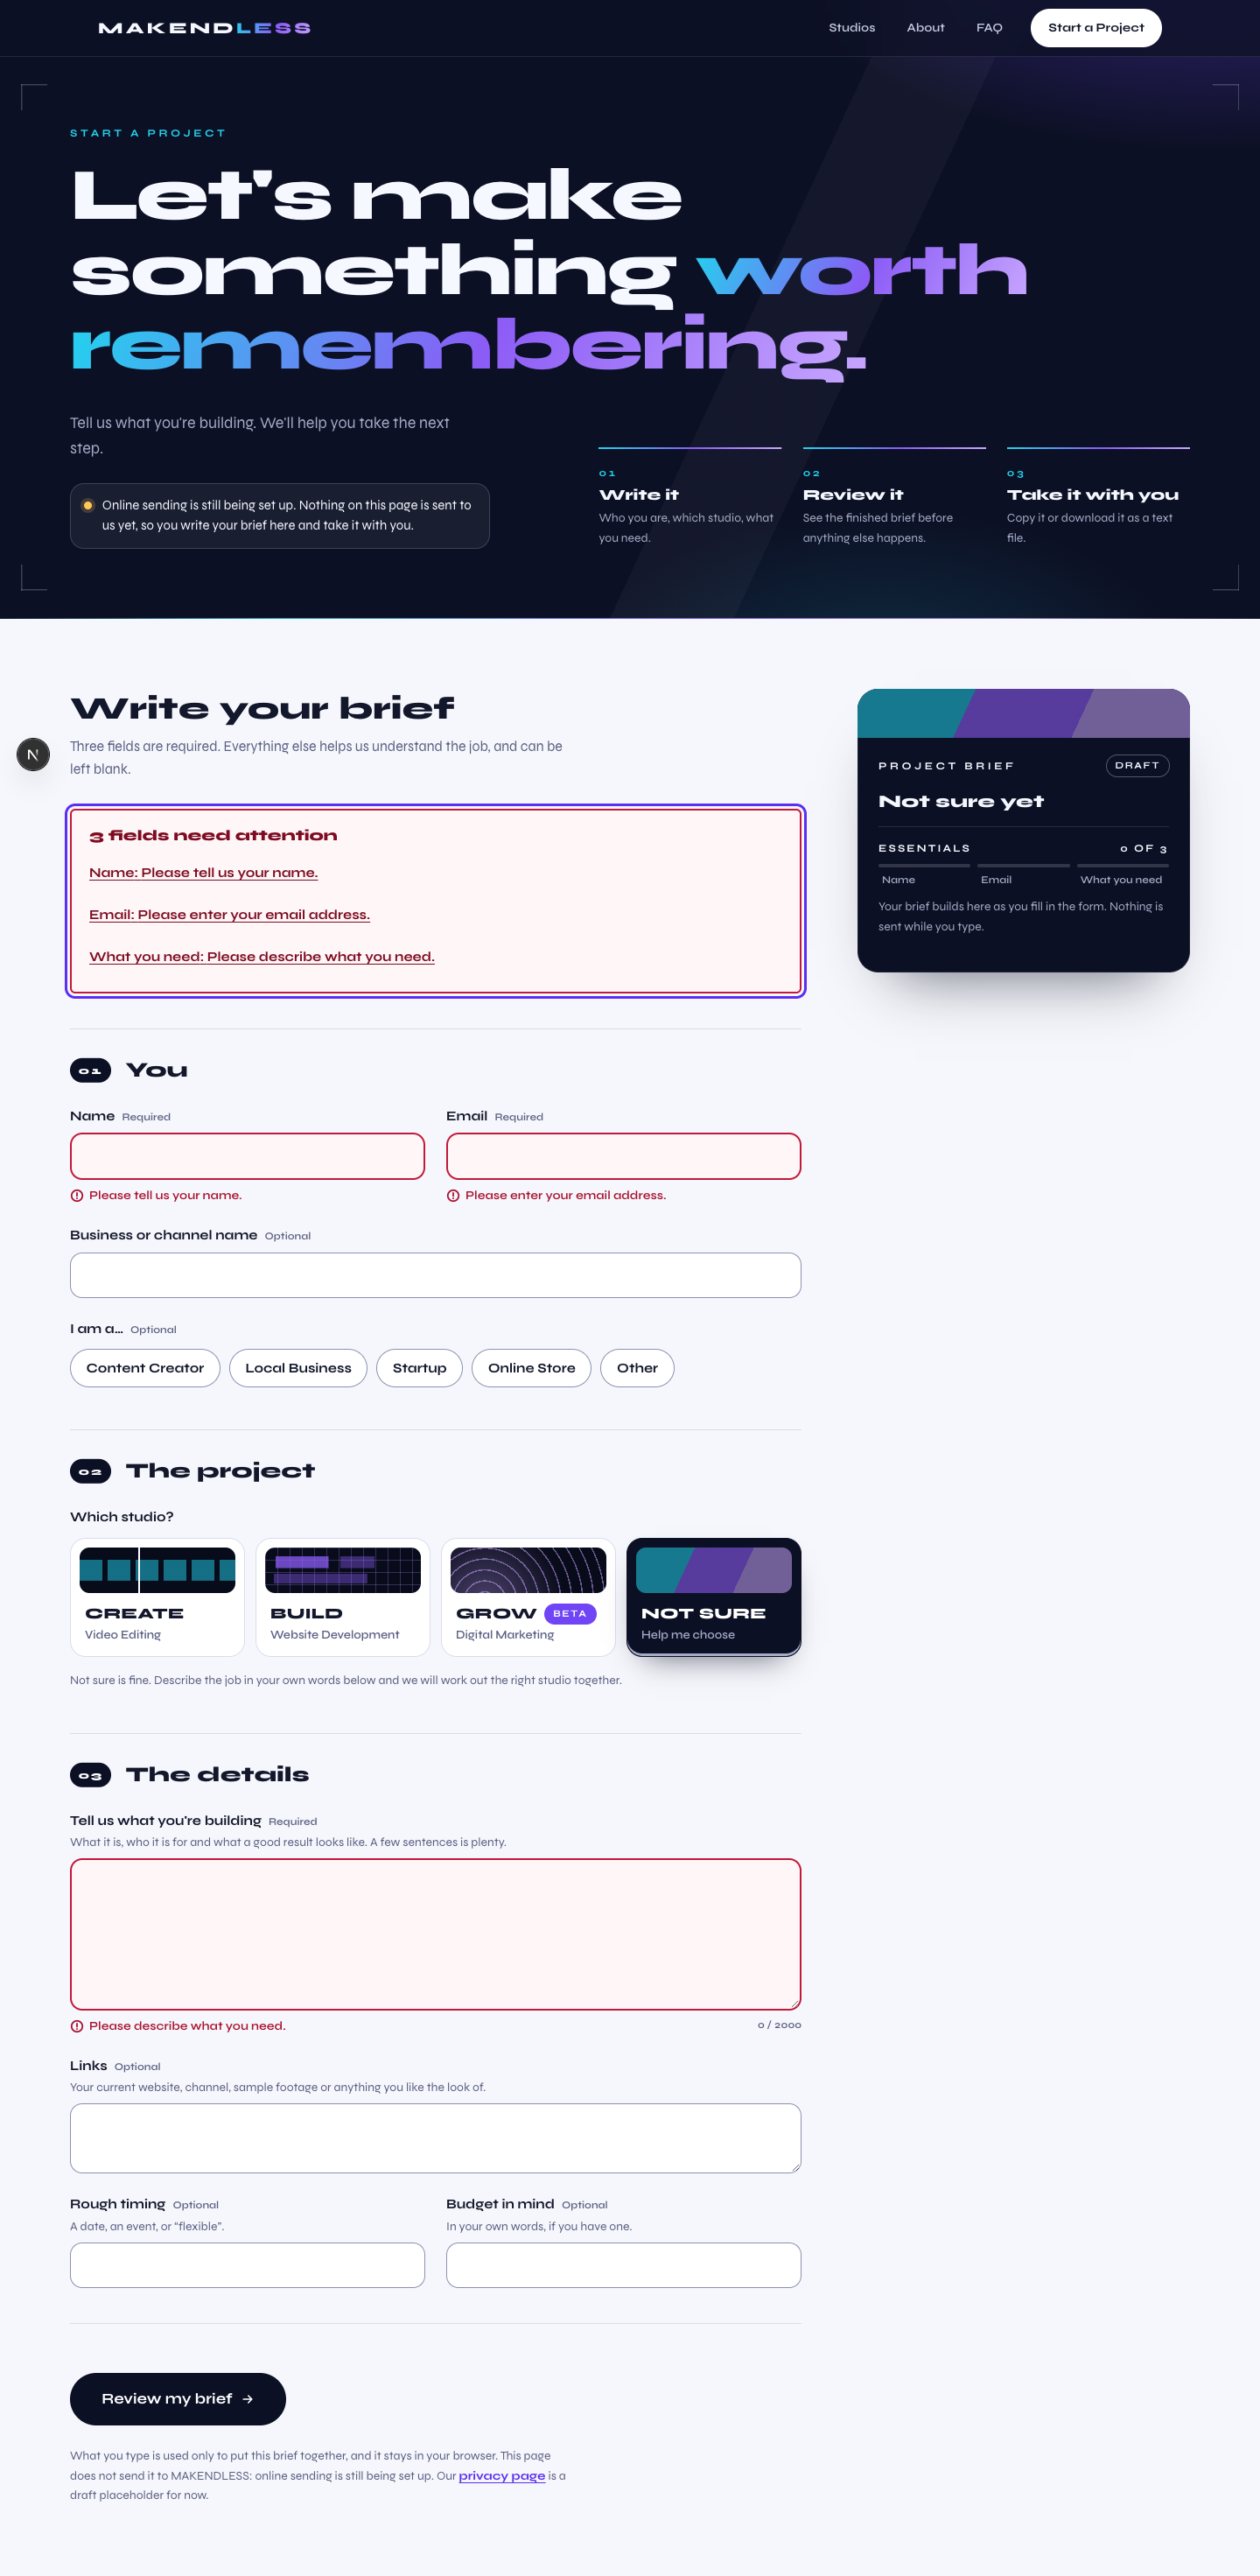 MAKENDLESS
Studios
About
FAQ
Start a Project
START A PROJECT
Let's make
something worth
remembering.
Tell us what you're building. We'll help you take the next
step.
Online sending is still being set up. Nothing on this page is sent to
us yet, so you write your brief here and take it with you.
01
Write it
Who you are, which studio, what
you need.
02
Review it
See the finished brief before
anything else happens.
03
Take it with you
Copy it or download it as a text
file.
Write your brief
Three fields are required. Everything else helps us understand the job, and can be
left blank.
N
3 fields need attention
Name: Please tell us your name.
Email: Please enter your email address.
What you need: Please describe what you need.
PROJECT BRIEF
DRAFT
Not sure yet
ESSENTIALS
0 OF 3
Name
Email
What you need
Your brief builds here as you fill in the form. Nothing is
sent while you type.
01
You
Name Required
Email Required
Please tell us your name.
Please enter your email address.
Business or channel name Optional
I am a… Optional
Content Creator
Local Business
Startup
Online Store
Other
02
The project
Which studio?
CREATE
Video Editing
BUILD
Website Development
GROW BETA
Digital Marketing
NOT SURE
Help me choose
Not sure is fine. Describe the job in your own words below and we will work out the right studio together.
03
The details
Tell us what you're building Required
What it is, who it is for and what a good result looks like. A few sentences is plenty.
Please describe what you need.
0 / 2000
Links Optional
Your current website, channel, sample footage or anything you like the look of.
Rough timing Optional
A date, an event, or “flexible”.
Budget in mind Optional
In your own words, if you have one.
Review my brief →
What you type is used only to put this brief together, and it stays in your browser. This page
does not send it to MAKENDLESS: online sending is still being set up. Our privacy page is a
draft placeholder for now.